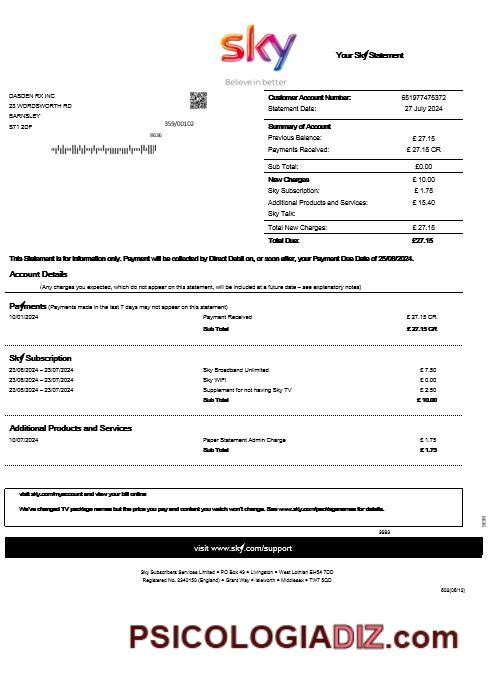 sky
Believe in better
Your Sky Statement
DASDEN RX INC
23 WORDSWORTH RD
BARNSLEY
S71 2DF
359/00102
8636
Customer Account Number: 651977475372
Statement Date: 27 July 2024
Summary of Account
Previous Balance: £ 27.15
Payments Received: £ 27.15 CR
Sub Total: £0.00
New Charges £ 10.00
Sky Subscription: £ 1.75
Additional Products and Services: £ 15.40
Sky Talk:
Total New Charges: £ 27.15
Total Due: £27.15
This Statement is for information only. Payment will be collected by Direct Debit on, or soon after, your Payment Due Date of 25/08/2024.
Account Details
(Any charges you expected, which do not appear on this statement, will be included at a future date – see explanatory notes)
Payments (Payments made in the last 7 days may not appear on this statement)
10/01/2024 Payment Received £ 27.15 CR
Sub Total £ 27.15 CR
Sky Subscription
23/06/2024 – 23/07/2024 Sky Broadband Unlimited £ 7.50
23/06/2024 – 23/07/2024 Sky WIFI £ 0.00
23/06/2024 – 23/07/2024 Supplement for not having Sky TV £ 2.50
Sub Total £ 10.00
Additional Products and Services
10/07/2024 Paper Statement Admin Charge £ 1.75
Sub Total £ 1.75
visit sky.com/myaccount and view your bill online
We've changed TV package names but the price you pay and content you watch won't change. See www.sky.com/packagenames for details.
visit www.sky.com/support
Sky Subscribers Services Limited • PO Box 43 • Livingston • West Lothian EH54 7DD
Registered No. 2340150 (England) • Grant Way • Isleworth • Middlesex • TW7 5QD
PSICOLOGIADIZ.com